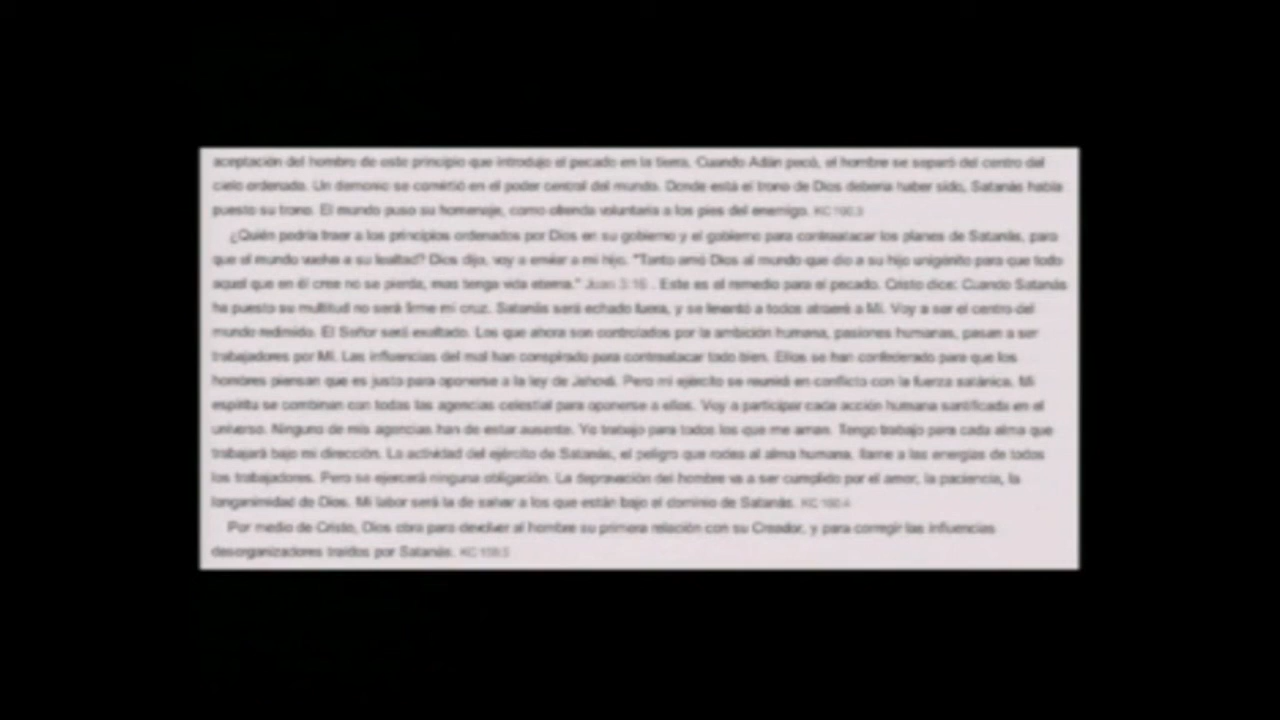 aceptación del hombre de este principio que introdujo el pecado en la tierra. Cuando Adán pecó, el hombre se separó del centro del
cielo ordenado. Un demonio se convirtió en el poder central del mundo. Donde está el trono de Dios debería haber sido, Satanás había
puesto su trono. El mundo puso su homenaje, como ofrenda voluntaria a los pies del enemigo.
¿Quién podría traer a los principios ordenados por Dios en su gobierno y el gobierno para contraatacar los planes de Satanás, para
que el mundo vuelva a su lealtad? Dios dijo, voy a enviar a mi hijo. "Tanto amó Dios al mundo que dio a su hijo unigénito para que todo
aquel que en él cree no se pierda, mas tenga vida eterna." Juan 3:16 . Este es el remedio para el pecado. Cristo dice: Cuando Satanás
ha puesto su multitud no será firme mi cruz. Satanás será echado fuera, y se levantó a todos atraeré a Mí. Voy a ser el centro del
mundo redimido. El Señor será exaltado. Los que ahora son controlados por la ambición humana, pasiones humanas, pasan a ser
trabajadores por Mí. Las influencias del mal han conspirado para contraatacar todo bien. Ellos se han confederado para que los
hombres piensan que es justo para oponerse a la ley de Jehová. Pero mi ejército se reunirá en conflicto con la fuerza satánica. Mi
espíritu se combinan con todas las agencias celestial para oponerse a ellos. Voy a participar cada acción humana santificada en el
universo. Ninguno de mis agencias han de estar ausente. Yo trabajo para todos los que me aman. Tengo trabajo para cada alma que
trabajará bajo mi dirección. La actividad del ejército de Satanás, el peligro que rodea al alma humana, llame a las energías de todos
los trabajadores. Pero se ejercerá ninguna obligación. La depravación del hombre va a ser cumplido por el amor, la paciencia, la
longanimidad de Dios. Mi labor será la de salvar a los que están bajo el dominio de Satanás.
Por medio de Cristo, Dios obra para devolver al hombre su primera relación con su Creador, y para corregir las influencias
desorganizadores traídos por Satanás.